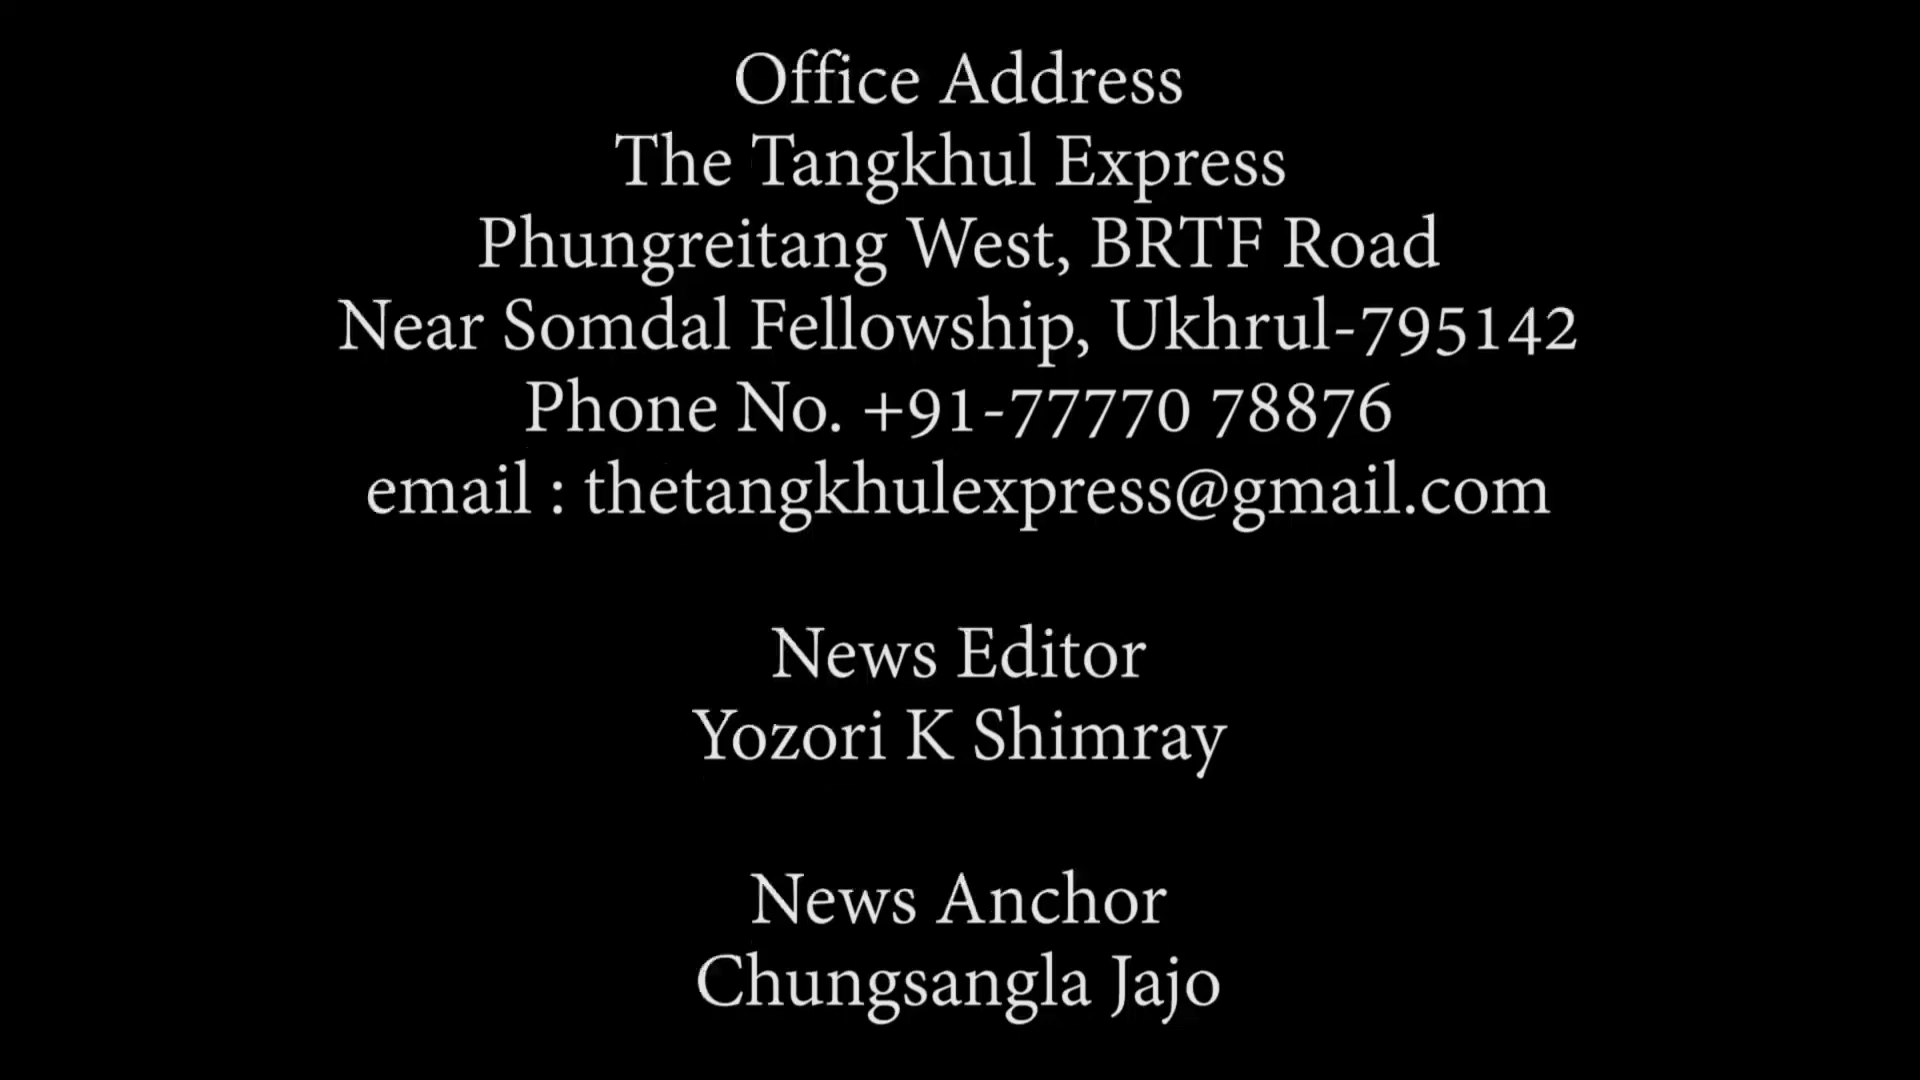 Office Address
The Tangkhul Express
Phungreitang West, BRTF Road
Near Somdal Fellowship, Ukhrul-795142
Phone No. +91-77770 78876
email : thetangkhulexpress@gmail.com
News Editor
Yozori K Shimray
News Anchor
Chungsangla Jajo